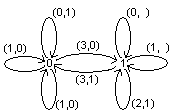 (0,1) (0, )
(1,0) (3,0) (1, )
0 1
(3,1)
(1,0) (2,1)